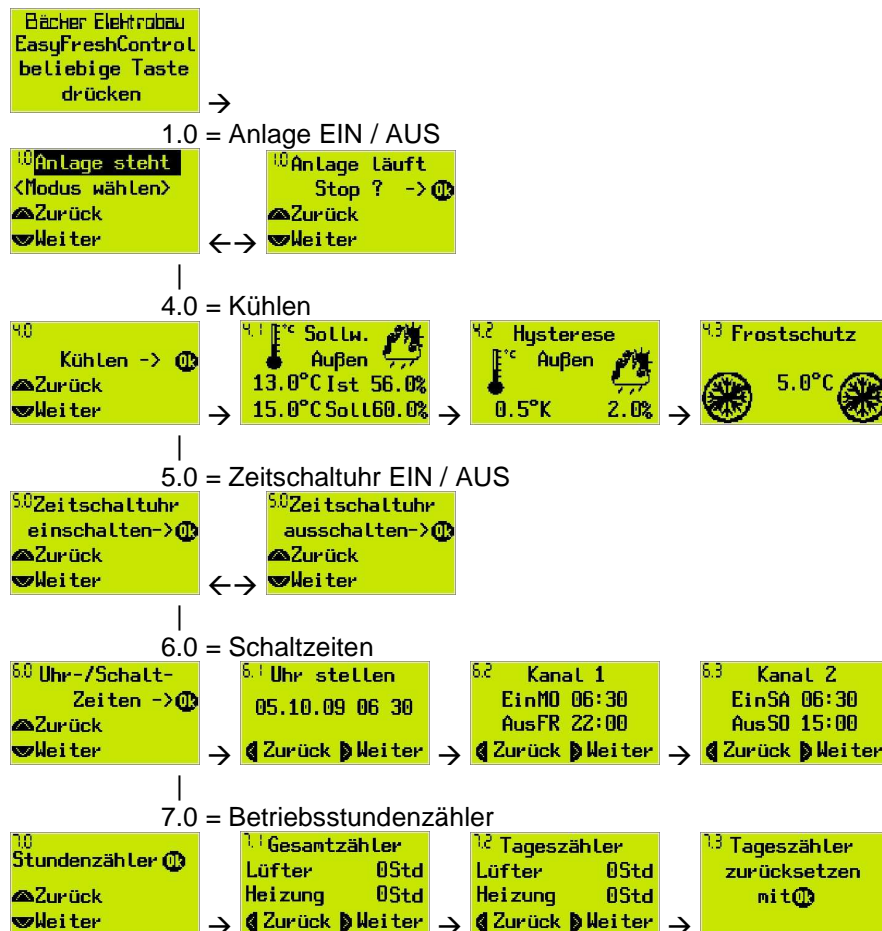 Bächer Elektrobau
EasyFreshControl
beliebige Taste
drücken →
1.0 = Anlage EIN / AUS
1.0 Anlage steht
<Modus wählen>
Zurück
Weiter
←→
1.0 Anlage läuft
Stop ? -> Ok
Zurück
Weiter
|
4.0 = Kühlen
4.0
Kühlen -> Ok
Zurück
Weiter
→
4.1 °C Sollw.
Außen
13.0°C Ist 56.0%
15.0°C Soll 60.0%
→
4.2 Hysterese
°C Außen
0.5°K 2.0%
→
4.3 Frostschutz
5.0°C
|
5.0 = Zeitschaltuhr EIN / AUS
5.0 Zeitschaltuhr
einschalten-> Ok
Zurück
Weiter
←→
5.0 Zeitschaltuhr
ausschalten-> Ok
Zurück
Weiter
|
6.0 = Schaltzeiten
6.0 Uhr-/Schalt-
Zeiten -> Ok
Zurück
Weiter
→
6.1 Uhr stellen
05.10.09 06 30
Zurück Weiter
→
6.2 Kanal 1
EinMO 06:30
AusFR 22:00
Zurück Weiter
→
6.3 Kanal 2
EinSA 06:30
AusSO 15:00
Zurück Weiter
|
7.0 = Betriebsstundenzähler
7.0
Stundenzähler Ok
Zurück
Weiter
→
7.1 Gesamtzähler
Lüfter 0Std
Heizung 0Std
Zurück Weiter
→
7.2 Tageszähler
Lüfter 0Std
Heizung 0Std
Zurück Weiter
→
7.3 Tageszähler
zurücksetzen
mit Ok